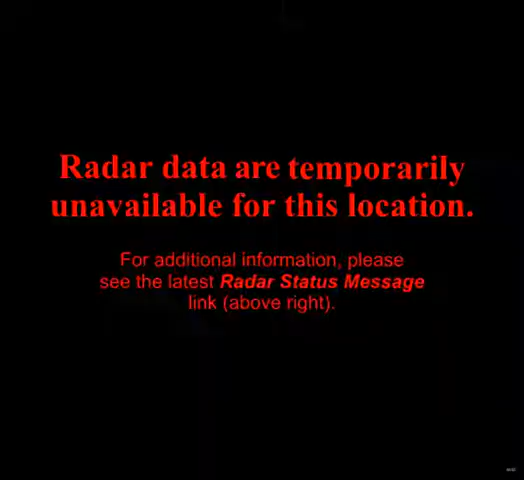 Radar data are temporarily
unavailable for this location.
For additional information, please
see the latest Radar Status Message
link (above right).